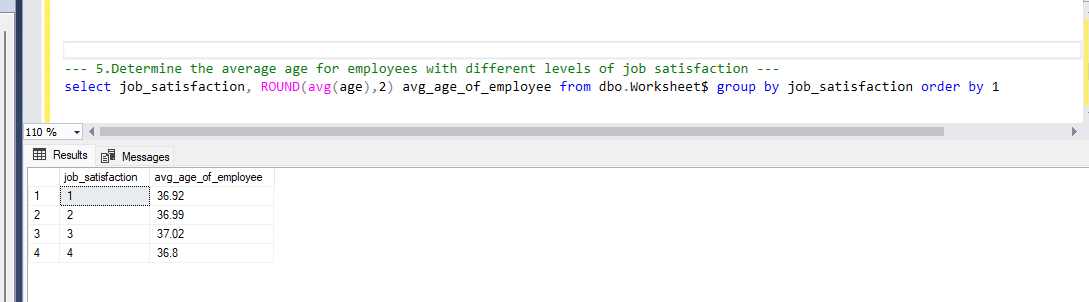 --- 5.Determine the average age for employees with different levels of job satisfaction ---
select job_satisfaction, ROUND(avg(age),2) avg_age_of_employee from dbo.Worksheet$ group by job_satisfaction order by 1
110 %
Results Messages
job_satisfaction avg_age_of_employee
1 1 36.92
2 2 36.99
3 3 37.02
4 4 36.8